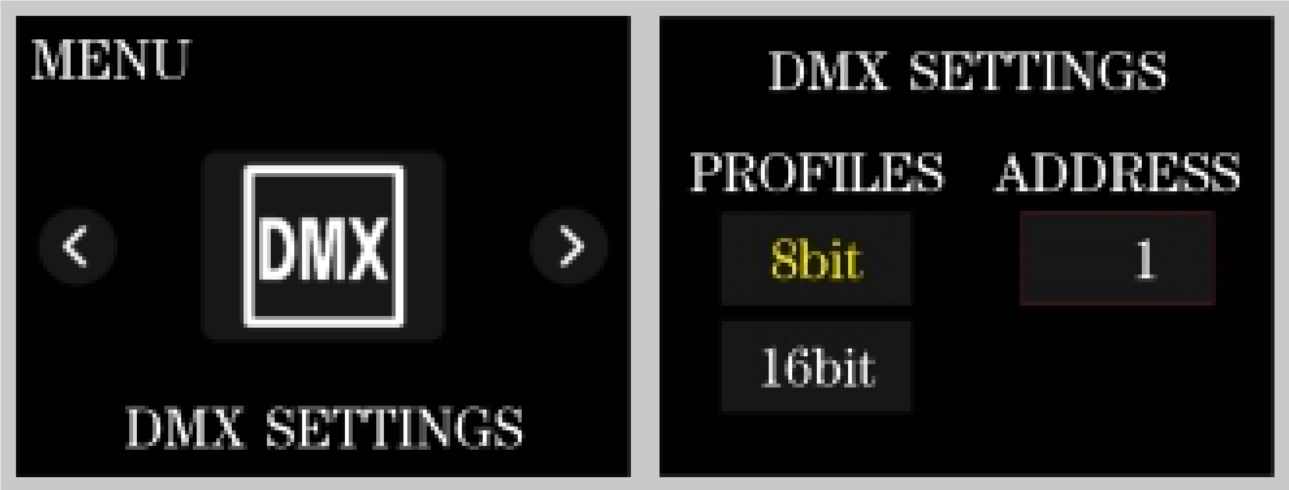 MENU
DMX
DMX SETTINGS
DMX SETTINGS
PROFILES ADDRESS
8bit 1
16bit